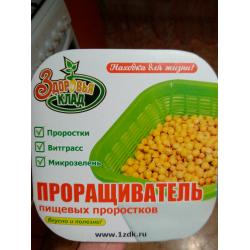 Находка для жизни!
ЗДОРОВЬЯ
КЛАД
Проростки
Витграсс
Микрозелень
ПРОРАЩИВАТЕЛЬ
пищевых проростков
Вкусно и полезно!
www.1zdk.ru